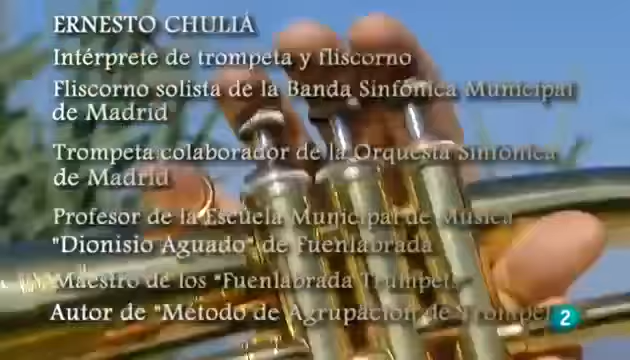 ERNESTO CHULIÁ
Intérprete de trompeta y fliscorno
Fliscorno solista de la Banda Sinfónica Municipal
de Madrid
Trompeta colaborador de la Orquesta Sinfónica
de Madrid
Profesor de la Escuela Municipal de Música
"Dionisio Aguado" de Fuenlabrada
Maestro de los "Fuenlabrada Trumpets
Autor de "Método de Agrupación de Trompe
2